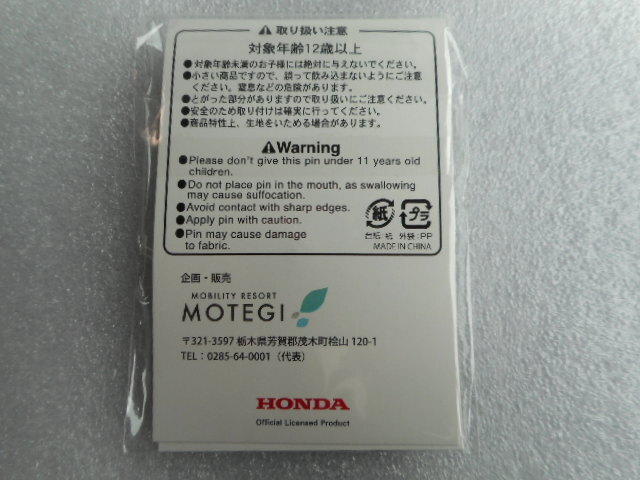 ⚠取り扱い注意
対象年齢12歳以上
●対象年齢未満のお子様には絶対に与えないでください。
●小さい商品ですので、誤って飲み込まないようにご注意
ください。窒息などの危険があります。
●とがった部分がありますので取り扱いにご注意ください。
●安全のため取り付けは確実に行ってください。
●商品特性上、生地をいためる場合があります。
⚠Warning
●Please don't give this pin under 11 years old
children.
●Do not place pin in the mouth, as swallowing
may cause suffocation.
●Avoid contact with sharp edges.
●Apply pin with caution.
●Pin may cause damage
to fabric.
紙 プラ
台紙:紙 外袋:PP
MADE IN CHINA
企画・販売
MOBILITY RESORT
MOTEGI
〒321-3597 栃木県芳賀郡茂木町桧山 120-1
TEL：0285-64-0001（代表）
HONDA
Official Licensed Product